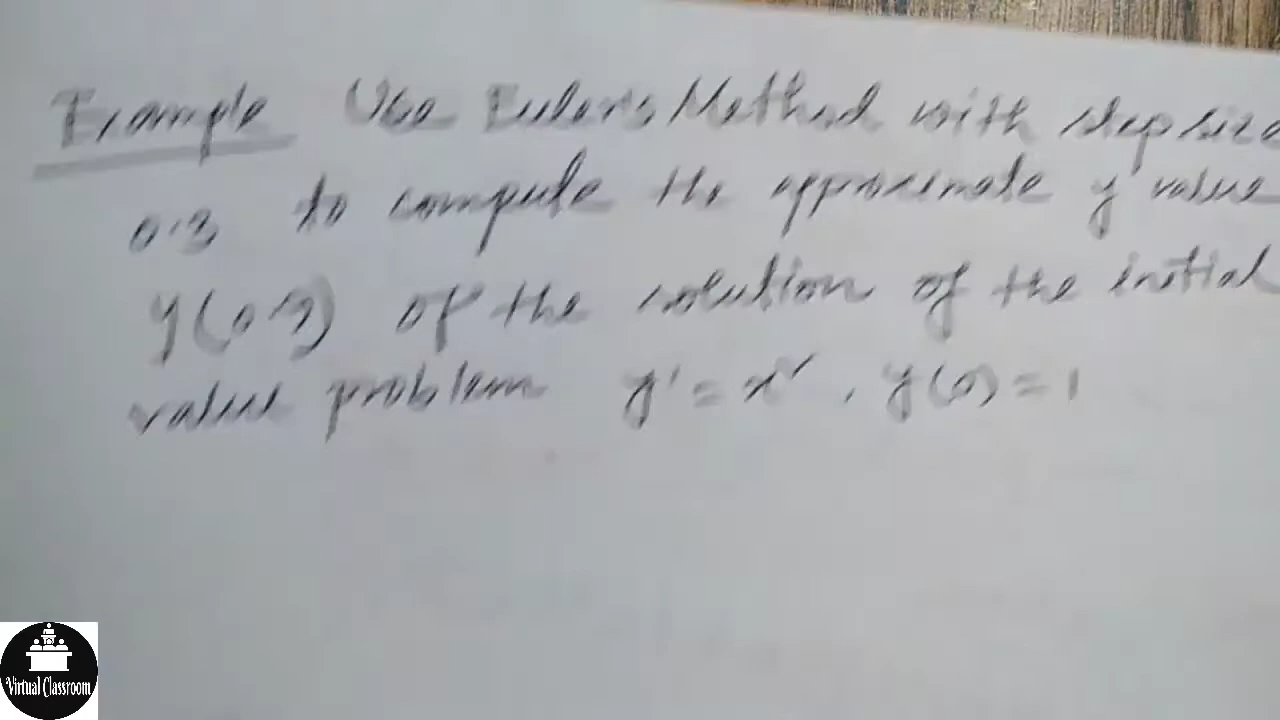 Example Use Euler's Method with step size
0.3 to compute the approximate y value
y(0.9) of the solution of the initial
value problem y' = x², y(0) = 1
Virtual Classroom